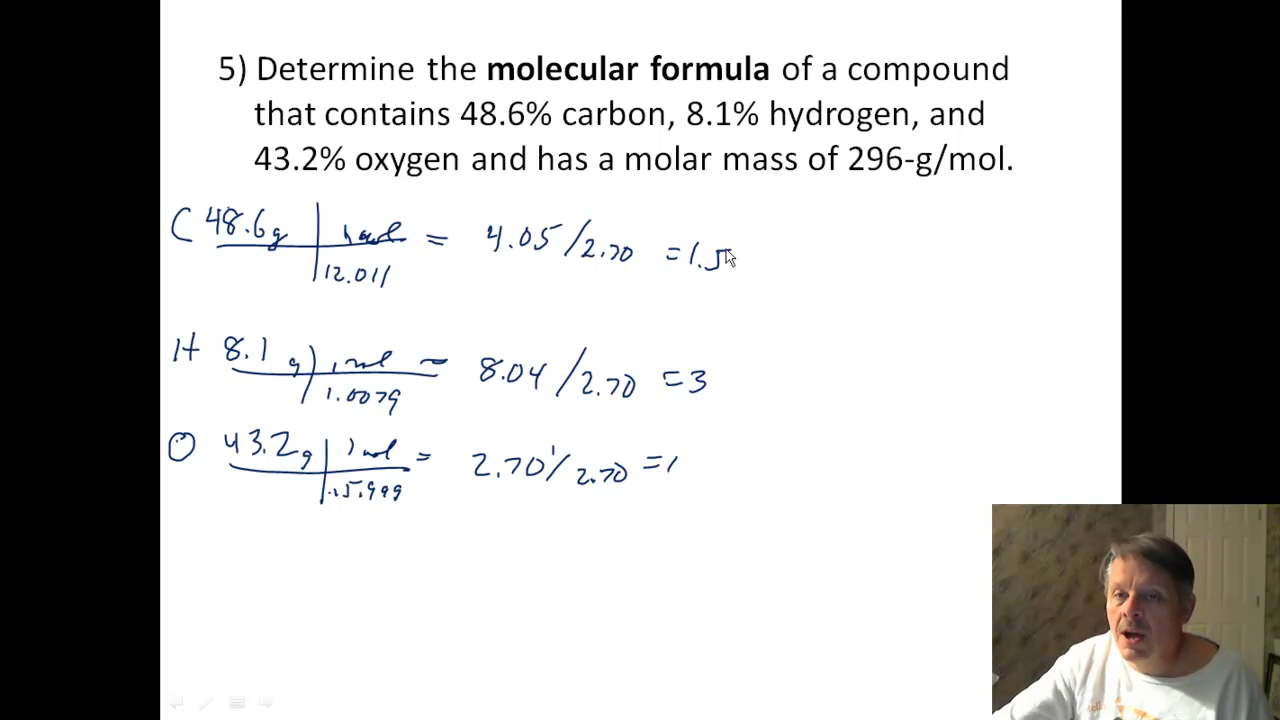 5) Determine the molecular formula of a compound
that contains 48.6% carbon, 8.1% hydrogen, and
43.2% oxygen and has a molar mass of 296-g/mol.
C 48.6g 1 mol = 4.05/2.70 = 1.5
12.011
H 8.1 g 1 mol = 8.04/2.70 = 3
1.0079
O 43.2g 1 mol = 2.70/2.70 = 1
15.999